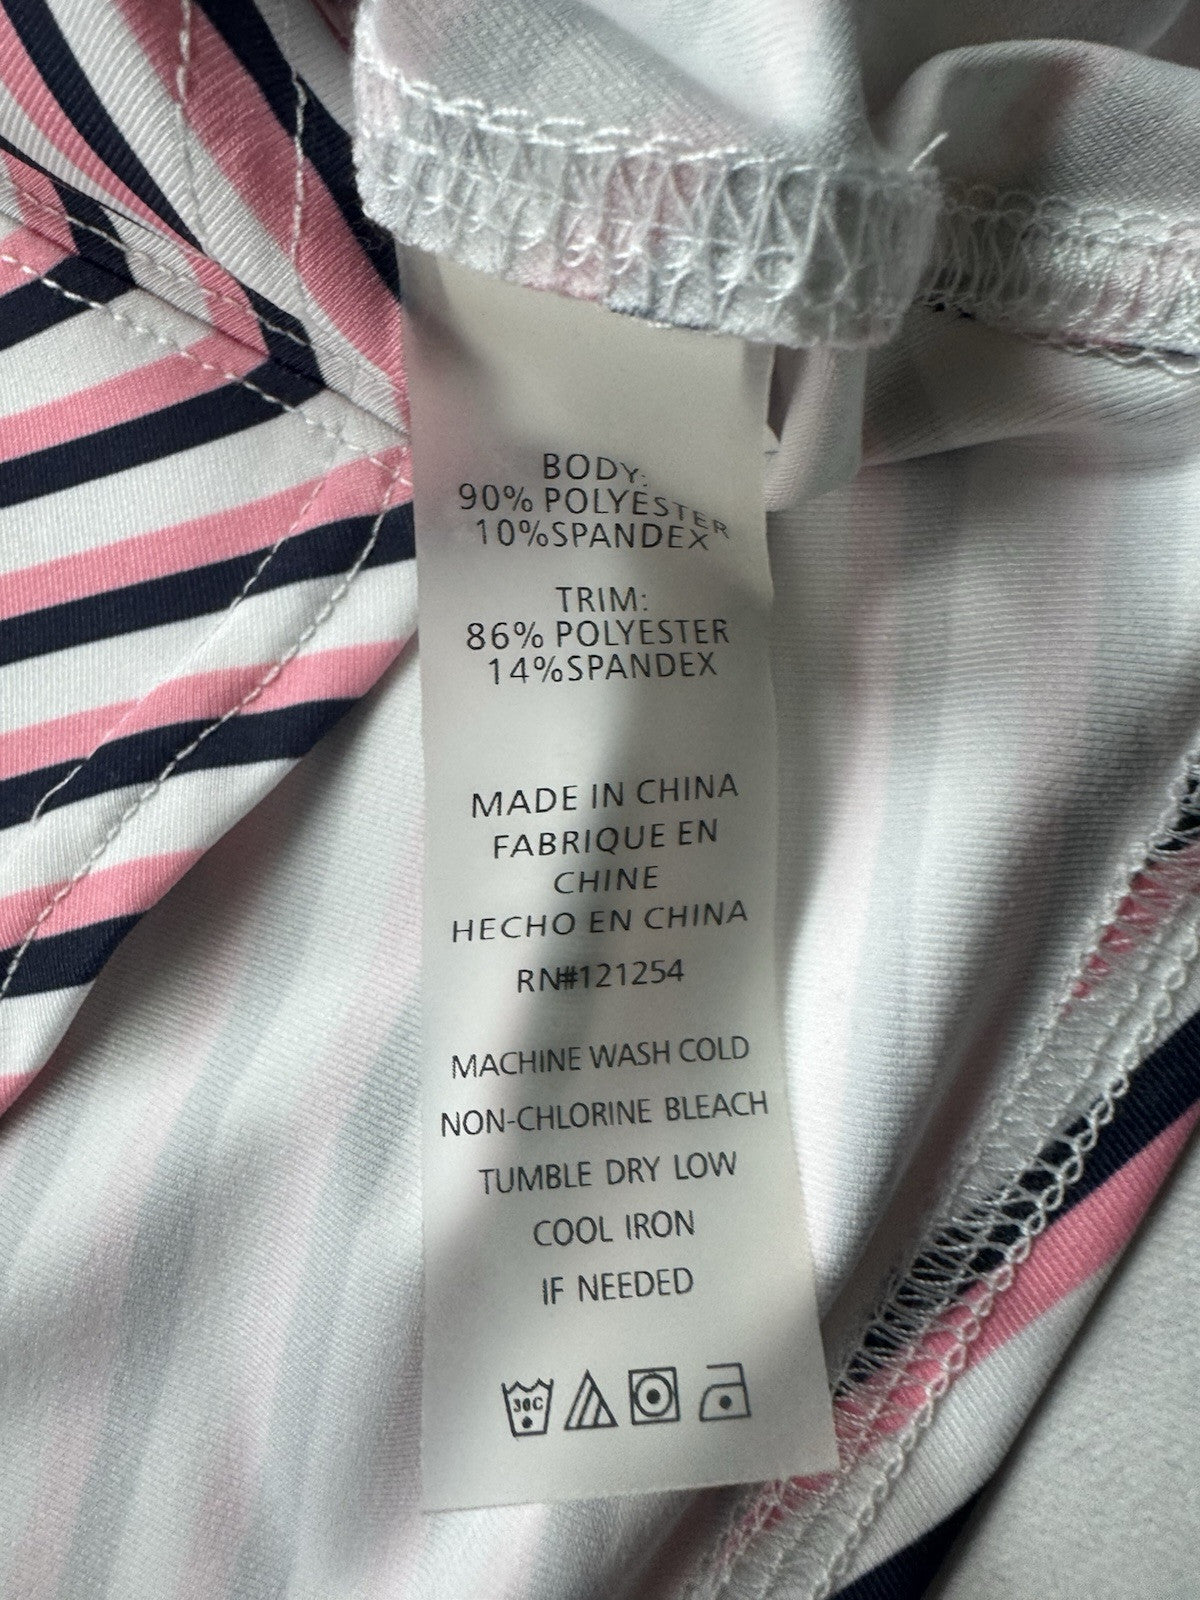 BODY:
90% POLYESTER
10%SPANDEX
TRIM:
86% POLYESTER
14%SPANDEX
MADE IN CHINA
FABRIQUE EN
CHINE
HECHO EN CHINA
RN#121254
MACHINE WASH COLD
NON-CHLORINE BLEACH
TUMBLE DRY LOW
COOL IRON
IF NEEDED
30C